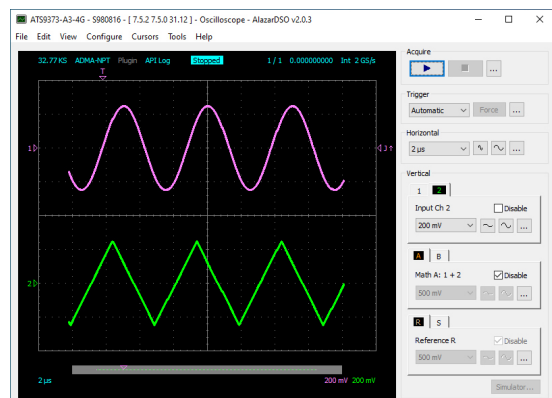 ATS9373-A3-4G - S980816 - [ 7.5.2 7.5.0 31.12 ] - Oscilloscope - AlazarDSO v2.0.3
File Edit View Configure Cursors Tools Help
32.77 KS ADMA-NPT Plugin API Log Stopped 1 / 1 0.000000000 Int 2 GS/s
T
1
J↑
2
2 µs 200 mV 200 mV
Acquire
...
Trigger
Automatic Force ...
Horizontal
2 µs ...
Vertical
1 2
Input Ch 2 Disable
200 mV ...
A B
Math A: 1 + 2 Disable
500 mV ...
R S
Reference R Disable
500 mV ...
Simulator...